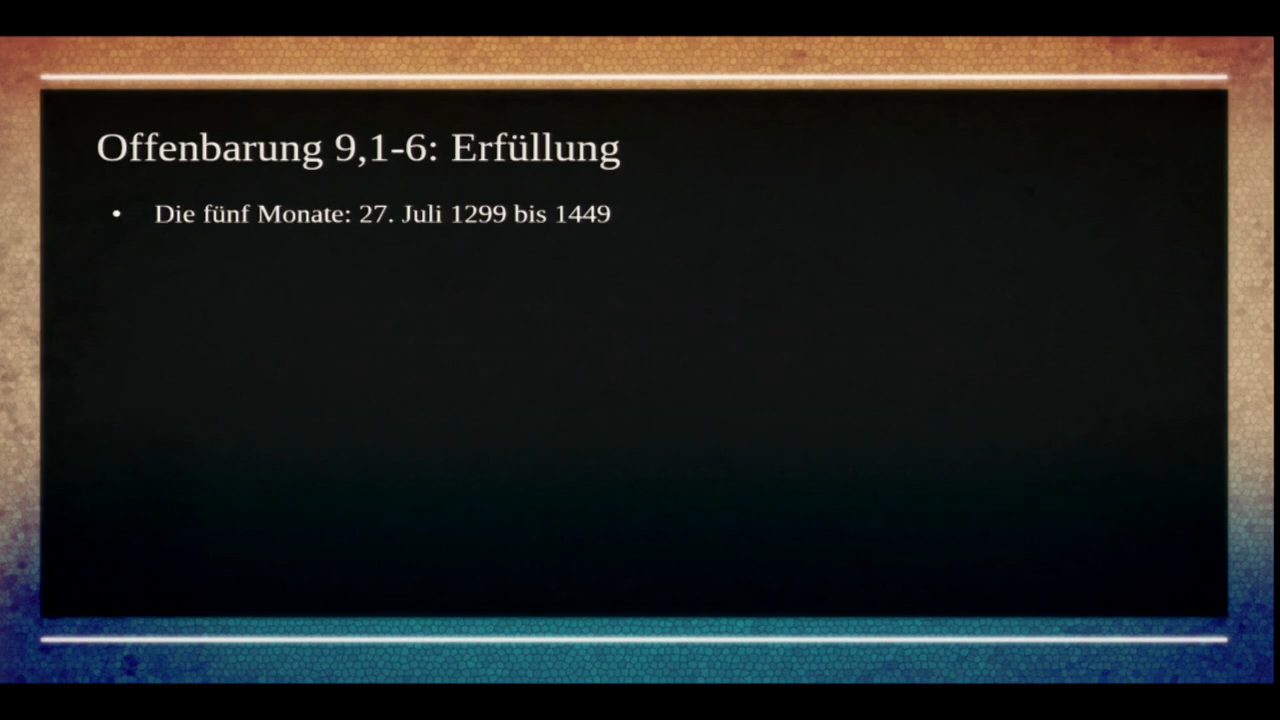 Offenbarung 9,1-6: Erfüllung
• Die fünf Monate: 27. Juli 1299 bis 1449